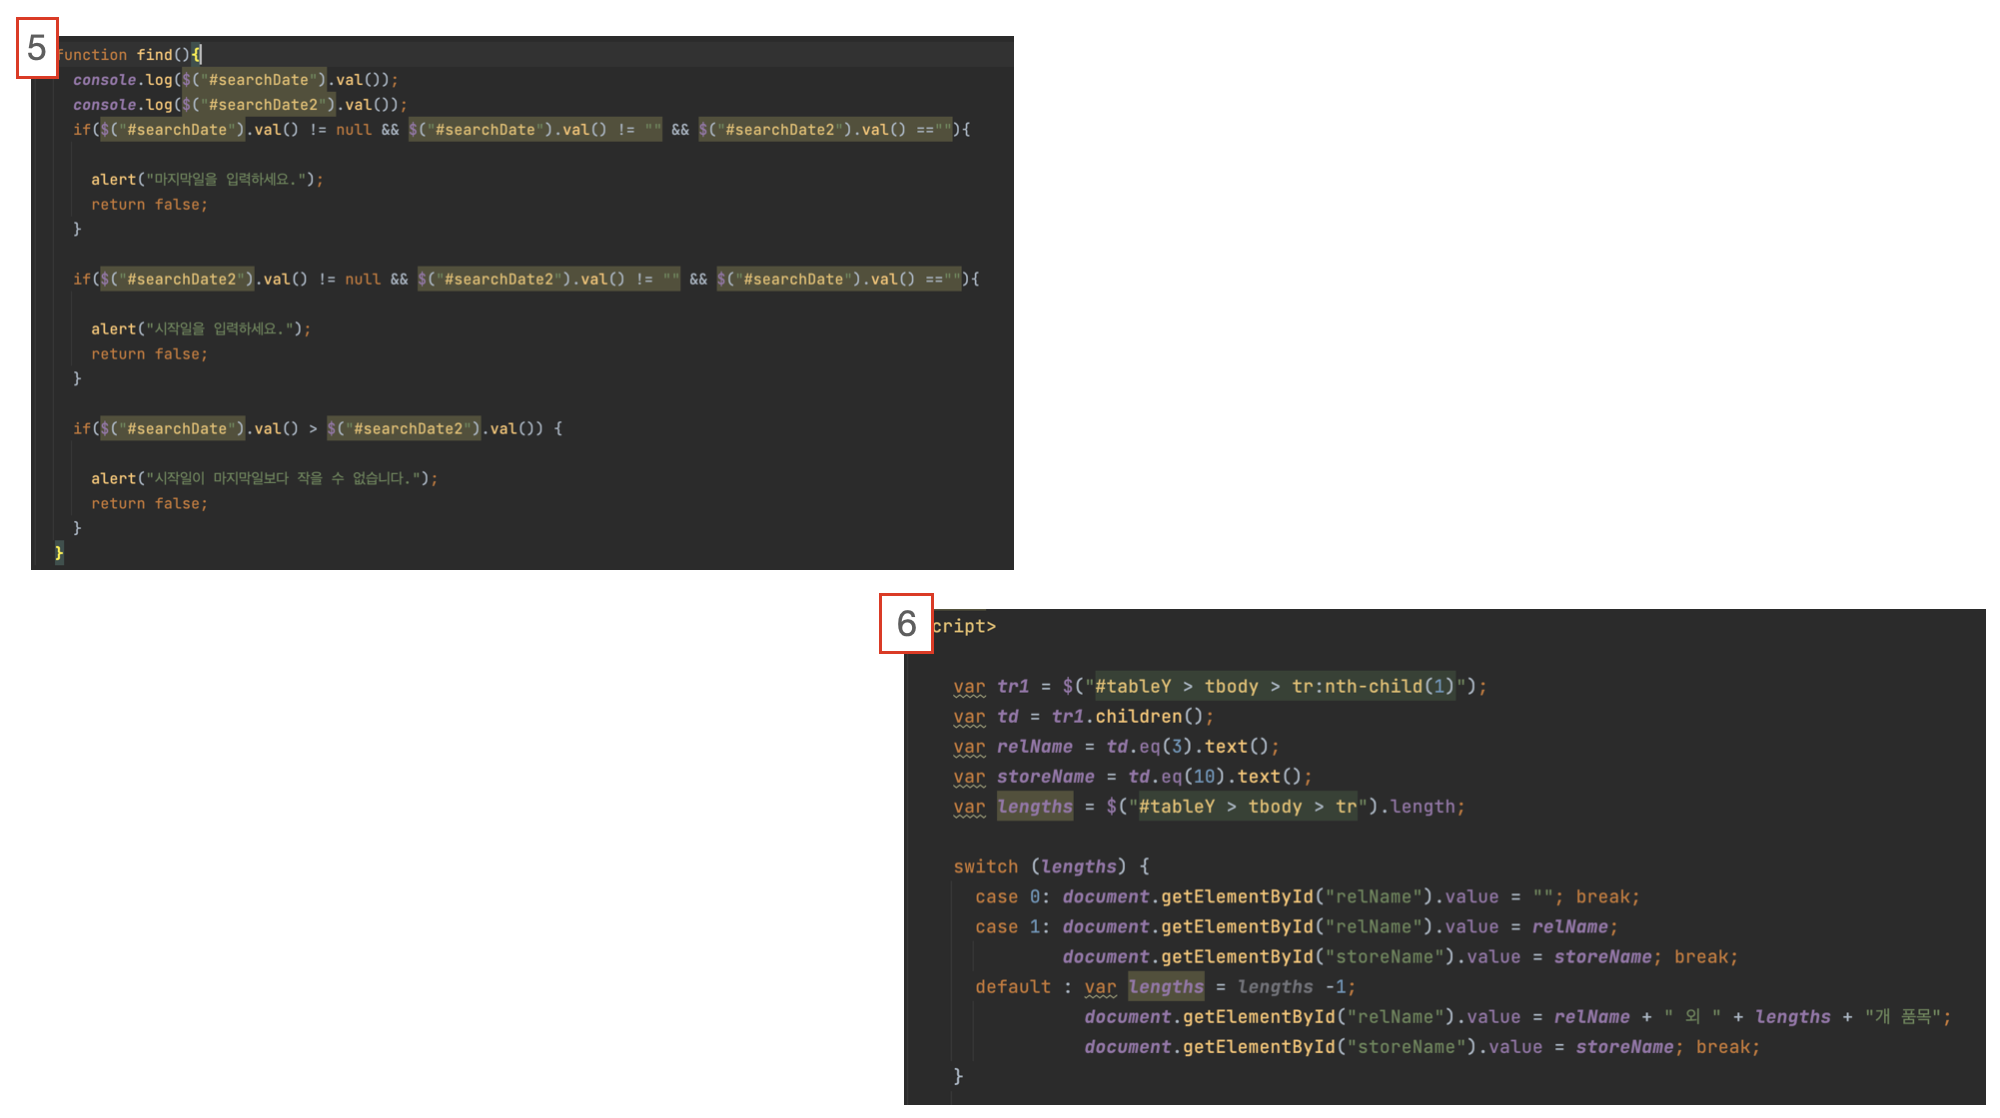 5
function find(){
console.log($("#searchDate").val());
console.log($("#searchDate2").val());
if($("#searchDate").val() != null && $("#searchDate").val() != "" && $("#searchDate2").val() ==""){
alert("마지막일을 입력하세요.");
return false;
}
if($("#searchDate2").val() != null && $("#searchDate2").val() != "" && $("#searchDate").val() ==""){
alert("시작일을 입력하세요.");
return false;
}
if($("#searchDate").val() > $("#searchDate2").val()) {
alert("시작일이 마지막일보다 작을 수 없습니다.");
return false;
}
}
6
cript>
var tr1 = $("#tableY > tbody > tr:nth-child(1)");
var td = tr1.children();
var relName = td.eq(3).text();
var storeName = td.eq(10).text();
var lengths = $("#tableY > tbody > tr").length;
switch (lengths) {
case 0: document.getElementById("relName").value = ""; break;
case 1: document.getElementById("relName").value = relName;
document.getElementById("storeName").value = storeName; break;
default : var lengths = lengths -1;
document.getElementById("relName").value = relName + " 외 " + lengths + "개 품목";
document.getElementById("storeName").value = storeName; break;
}